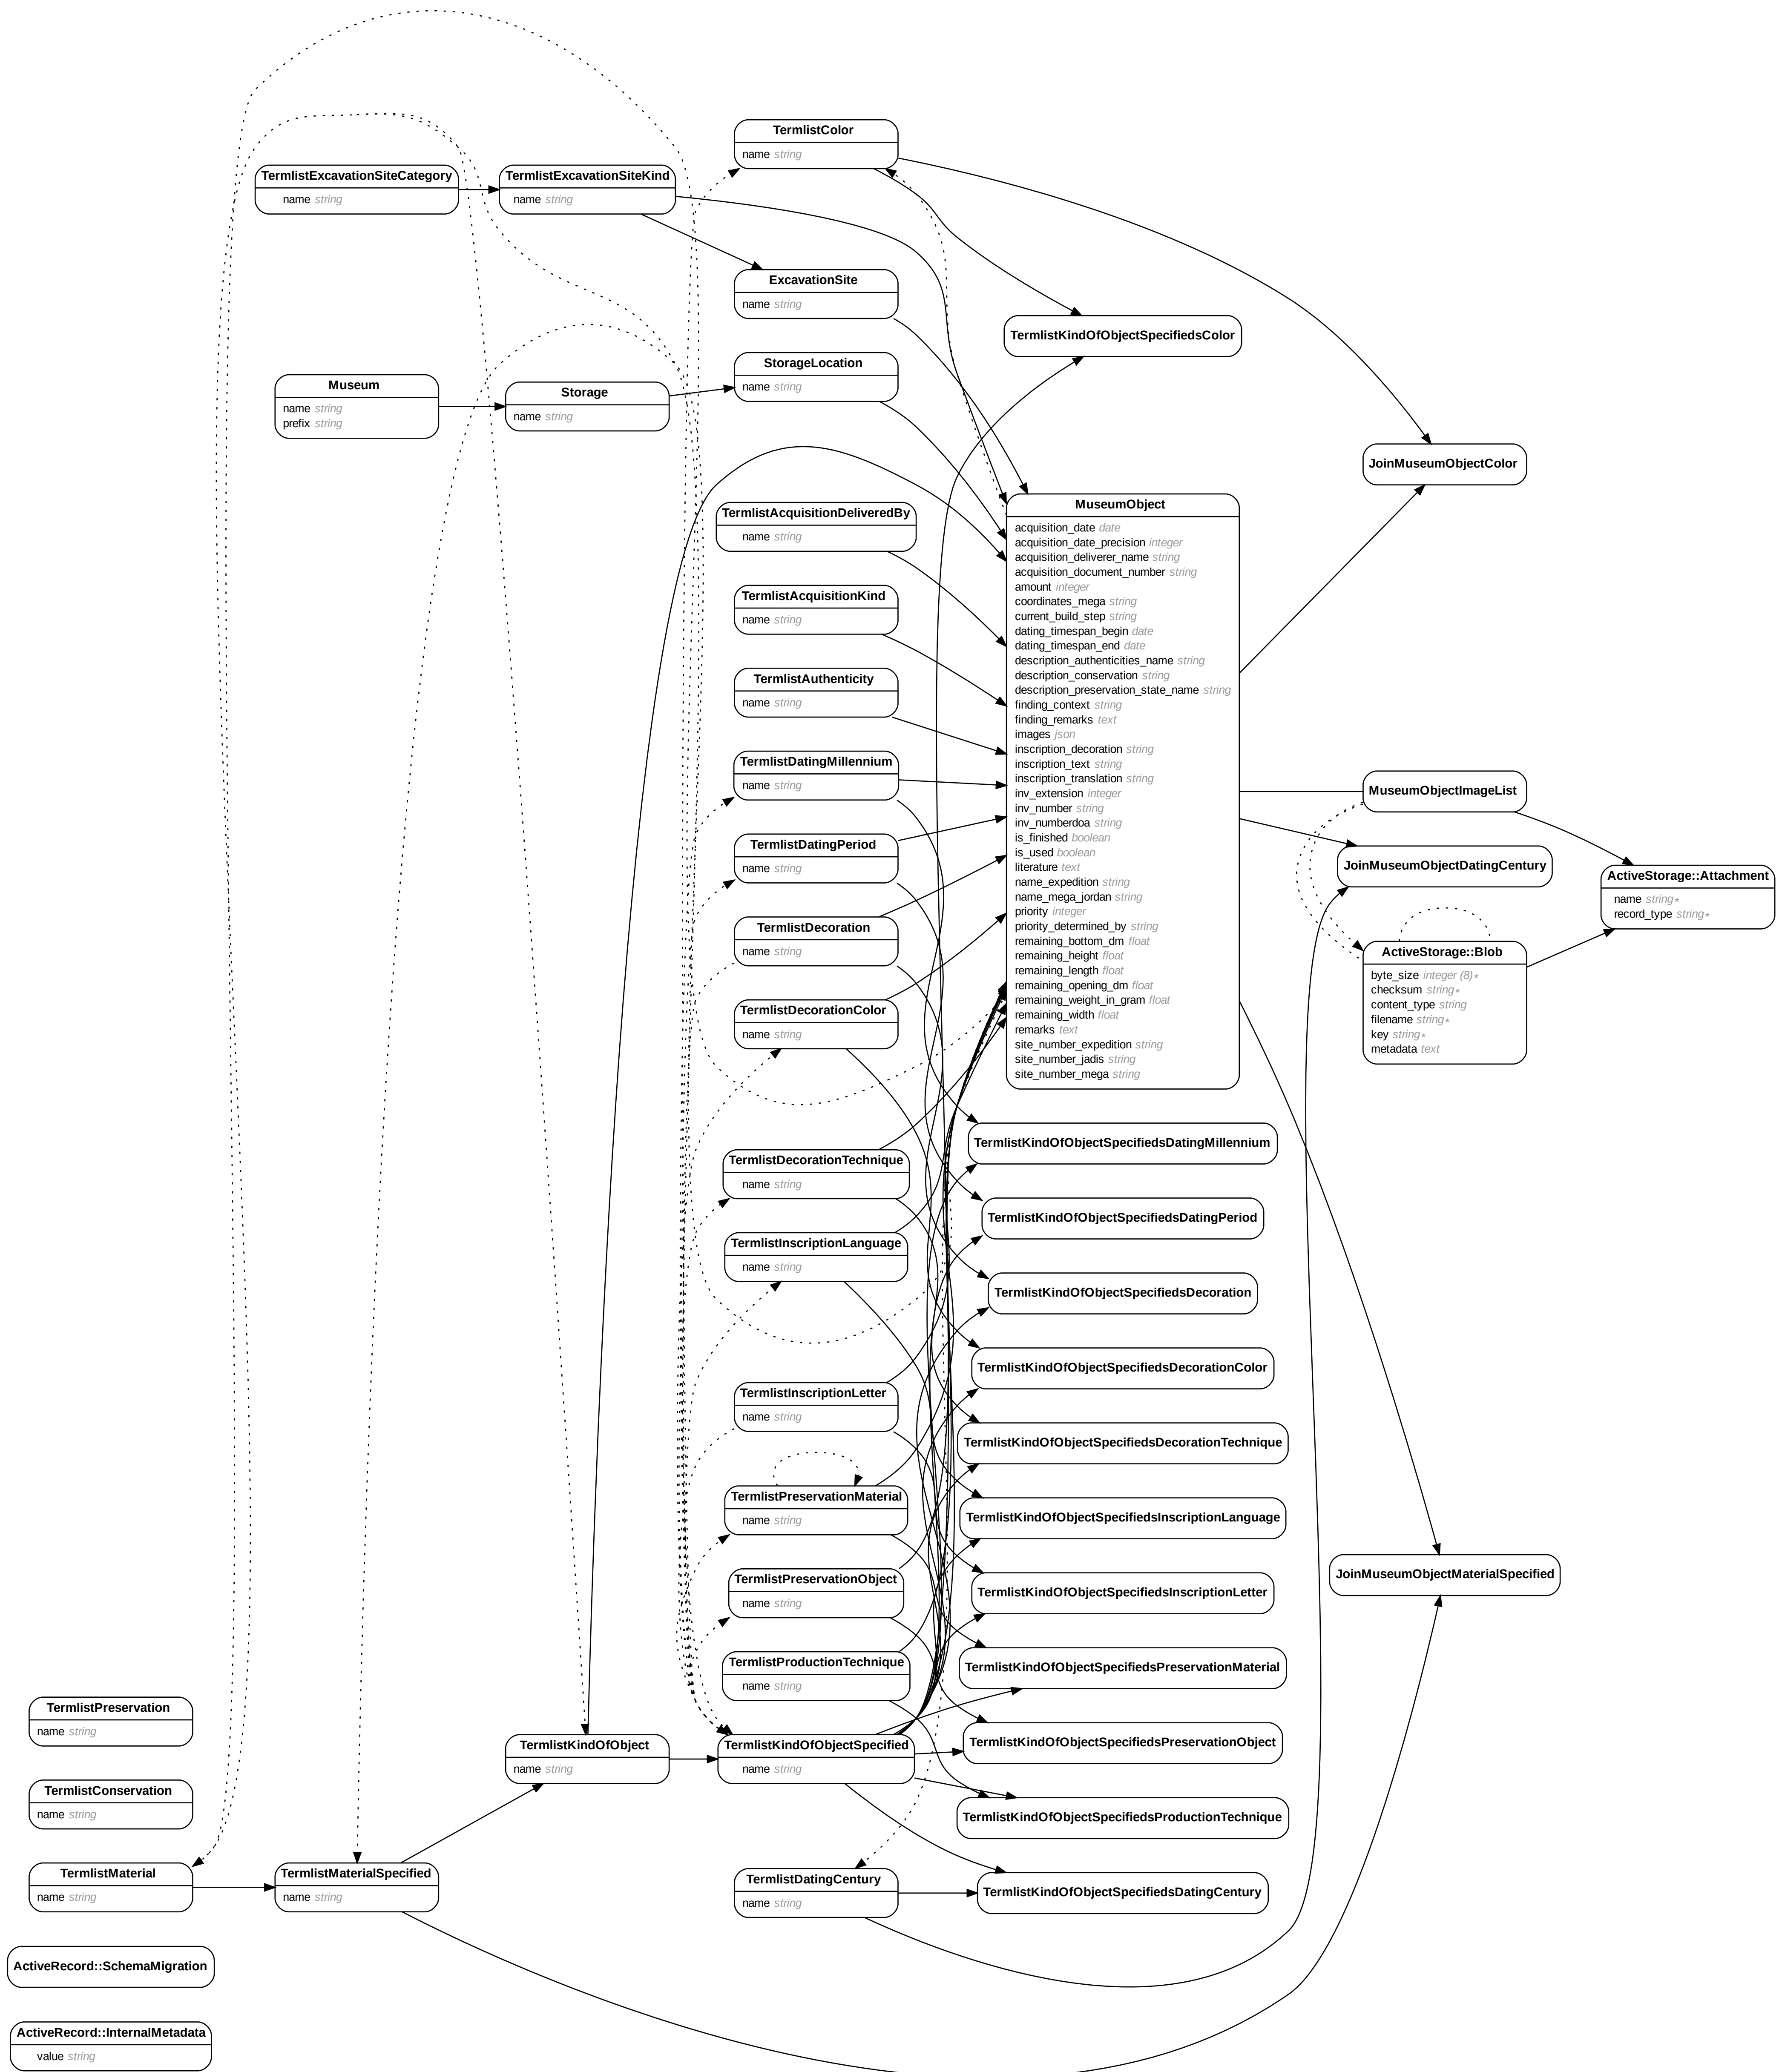 TermlistColor
name string
TermlistExcavationSiteCategory
name string
TermlistExcavationSiteKind
name string
ExcavationSite
name string
TermlistKindOfObjectSpecifiedsColor
StorageLocation
name string
Museum
name string
prefix string
Storage
name string
JoinMuseumObjectColor
TermlistAcquisitionDeliveredBy
name string
TermlistAcquisitionKind
name string
TermlistAuthenticity
name string
TermlistDatingMillennium
name string
TermlistDatingPeriod
name string
TermlistDecoration
name string
TermlistDecorationColor
name string
MuseumObject
acquisition_date date
acquisition_date_precision integer
acquisition_deliverer_name string
acquisition_document_number string
amount integer
coordinates_mega string
current_build_step string
dating_timespan_begin date
dating_timespan_end date
description_authenticities_name string
description_conservation string
description_preservation_state_name string
finding_context string
finding_remarks text
images json
inscription_decoration string
inscription_text string
inscription_translation string
inv_extension integer
inv_number string
inv_numberdoa string
is_finished boolean
is_used boolean
literature text
name_expedition string
name_mega_jordan string
priority integer
priority_determined_by string
remaining_bottom_dm float
remaining_height float
remaining_length float
remaining_opening_dm float
remaining_weight_in_gram float
remaining_width float
remarks text
site_number_expedition string
site_number_jadis string
site_number_mega string
MuseumObjectImageList
JoinMuseumObjectDatingCentury
ActiveStorage::Attachment
name string∗
record_type string∗
ActiveStorage::Blob
byte_size integer (8)∗
checksum string∗
content_type string
filename string∗
key string∗
metadata text
TermlistDecorationTechnique
name string
TermlistInscriptionLanguage
name string
TermlistInscriptionLetter
name string
TermlistPreservationMaterial
name string
TermlistPreservationObject
name string
TermlistProductionTechnique
name string
TermlistKindOfObjectSpecifiedsDatingMillennium
TermlistKindOfObjectSpecifiedsDatingPeriod
TermlistKindOfObjectSpecifiedsDecoration
TermlistKindOfObjectSpecifiedsDecorationColor
TermlistKindOfObjectSpecifiedsDecorationTechnique
TermlistKindOfObjectSpecifiedsInscriptionLanguage
TermlistKindOfObjectSpecifiedsInscriptionLetter
TermlistKindOfObjectSpecifiedsPreservationMaterial
TermlistKindOfObjectSpecifiedsPreservationObject
TermlistKindOfObjectSpecifiedsProductionTechnique
TermlistKindOfObjectSpecifiedsDatingCentury
JoinMuseumObjectMaterialSpecified
TermlistPreservation
name string
TermlistConservation
name string
TermlistMaterial
name string
TermlistMaterialSpecified
name string
TermlistKindOfObject
name string
TermlistKindOfObjectSpecified
name string
TermlistDatingCentury
name string
ActiveRecord::SchemaMigration
ActiveRecord::InternalMetadata
value string